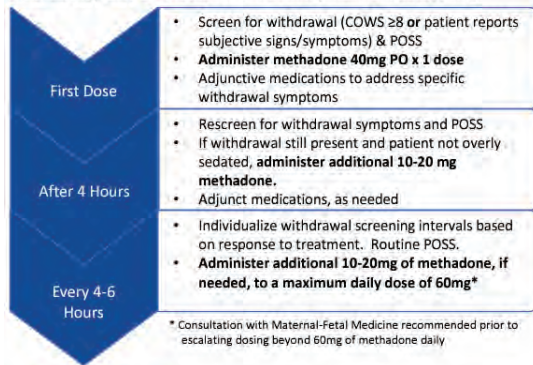 First Dose
• Screen for withdrawal (COWS ≥8 or patient reports
subjective signs/symptoms) & POSS
• Administer methadone 40mg PO x 1 dose
• Adjunctive medications to address specific
withdrawal symptoms
After 4 Hours
• Rescreen for withdrawal symptoms and POSS
• If withdrawal still present and patient not overly
sedated, administer additional 10-20 mg
methadone.
• Adjunct medications, as needed
Every 4-6
Hours
• Individualize withdrawal screening intervals based
on response to treatment. Routine POSS.
• Administer additional 10-20mg of methadone, if
needed, to a maximum daily dose of 60mg*
* Consultation with Maternal-Fetal Medicine recommended prior to
escalating dosing beyond 60mg of methadone daily